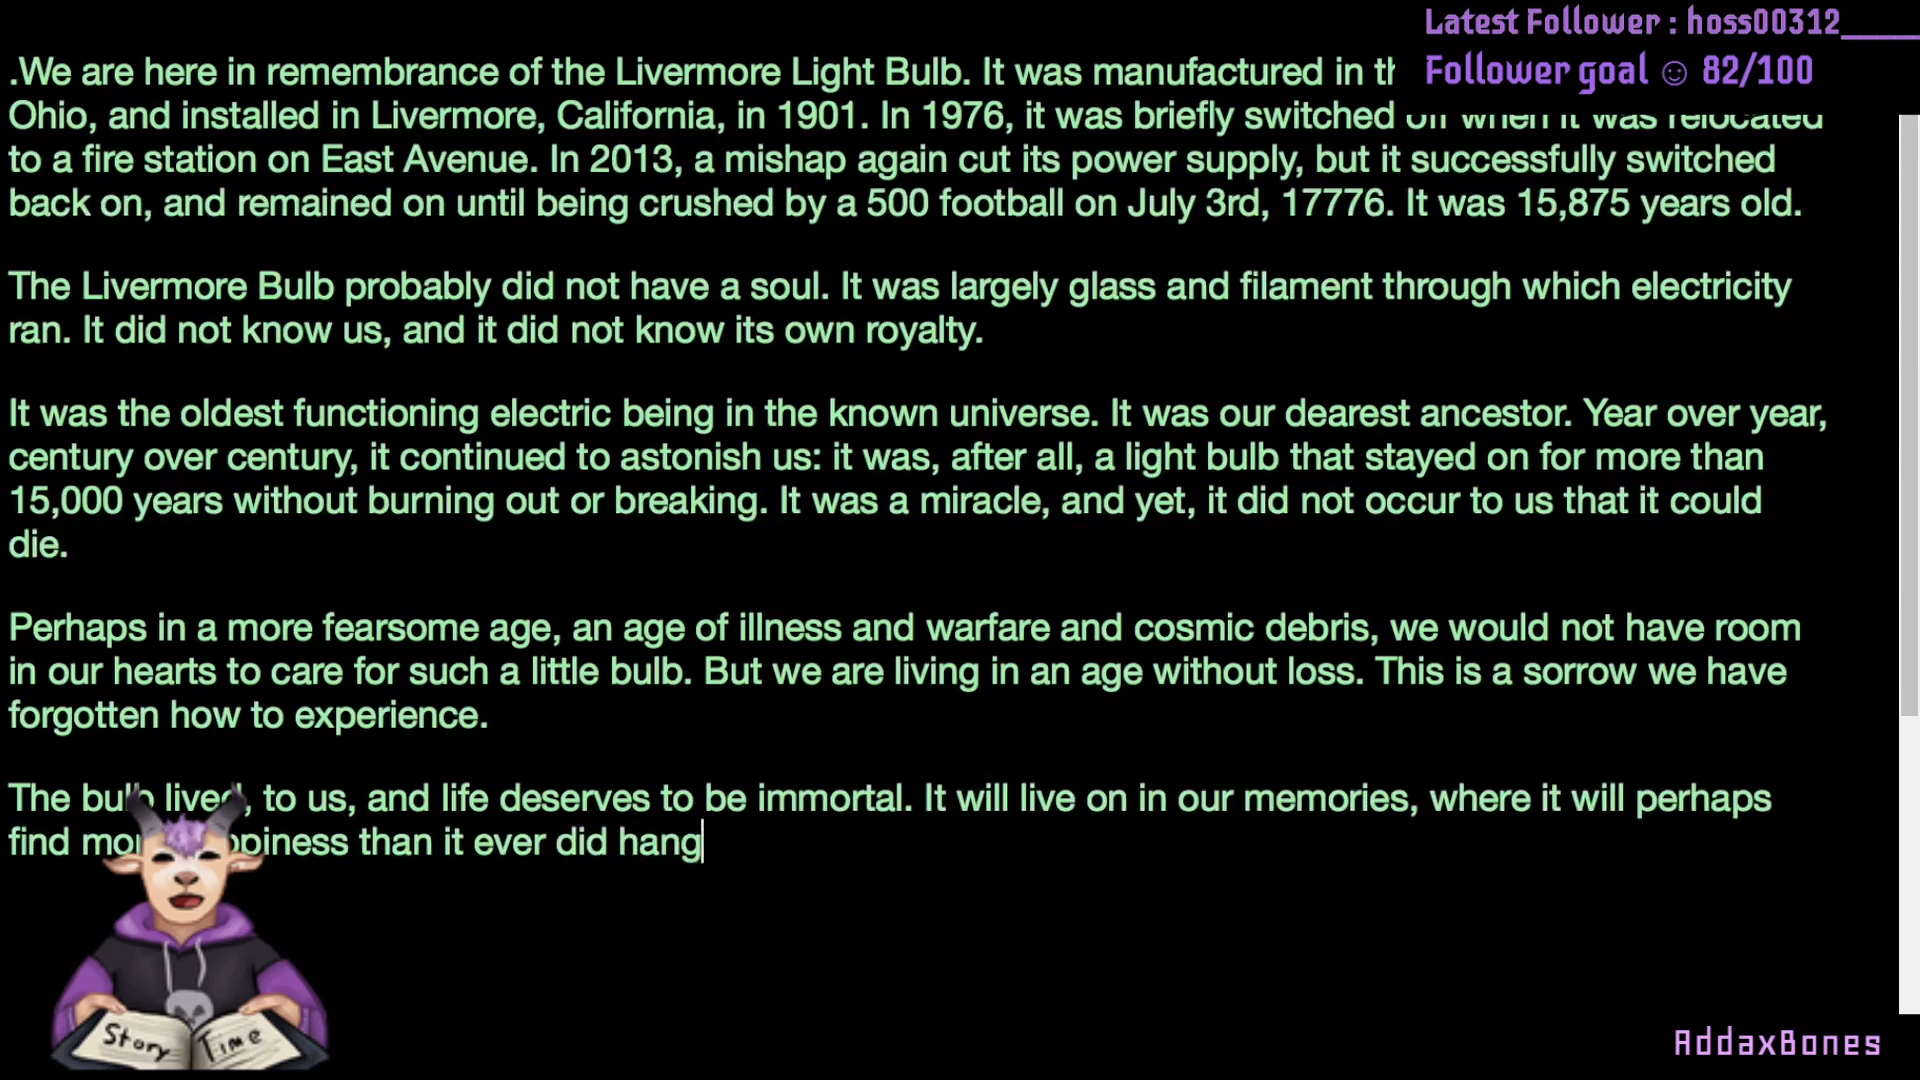 Latest Follower : hoss00312_____
Follower goal ☺ 82/100
.We are here in remembrance of the Livermore Light Bulb. It was manufactured in
Ohio, and installed in Livermore, California, in 1901. In 1976, it was briefly switched off when it was relocated
to a fire station on East Avenue. In 2013, a mishap again cut its power supply, but it successfully switched
back on, and remained on until being crushed by a 500 football on July 3rd, 17776. It was 15,875 years old.
The Livermore Bulb probably did not have a soul. It was largely glass and filament through which electricity
ran. It did not know us, and it did not know its own royalty.
It was the oldest functioning electric being in the known universe. It was our dearest ancestor. Year over year,
century over century, it continued to astonish us: it was, after all, a light bulb that stayed on for more than
15,000 years without burning out or breaking. It was a miracle, and yet, it did not occur to us that it could
die.
Perhaps in a more fearsome age, an age of illness and warfare and cosmic debris, we would not have room
in our hearts to care for such a little bulb. But we are living in an age without loss. This is a sorrow we have
forgotten how to experience.
The bulb lived, to us, and life deserves to be immortal. It will live on in our memories, where it will perhaps
find more happiness than it ever did hang
Story Time
AddaxBones